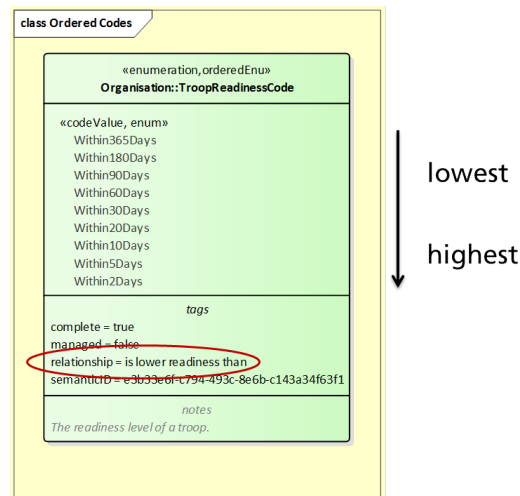 class Ordered Codes
«enumeration,orderedEnu»
Organisation::TroopReadinessCode
«codeValue, enum»
Within365Days
Within180Days
Within90Days
Within60Days
Within30Days
Within20Days
Within10Days
Within5Days
Within2Days
lowest
highest
tags
complete = true
managed = false
relationship = is lower readiness than
semanticID = e3b33e6f-c794-493c-8e6b-c143a34f63f1
notes
The readiness level of a troop.